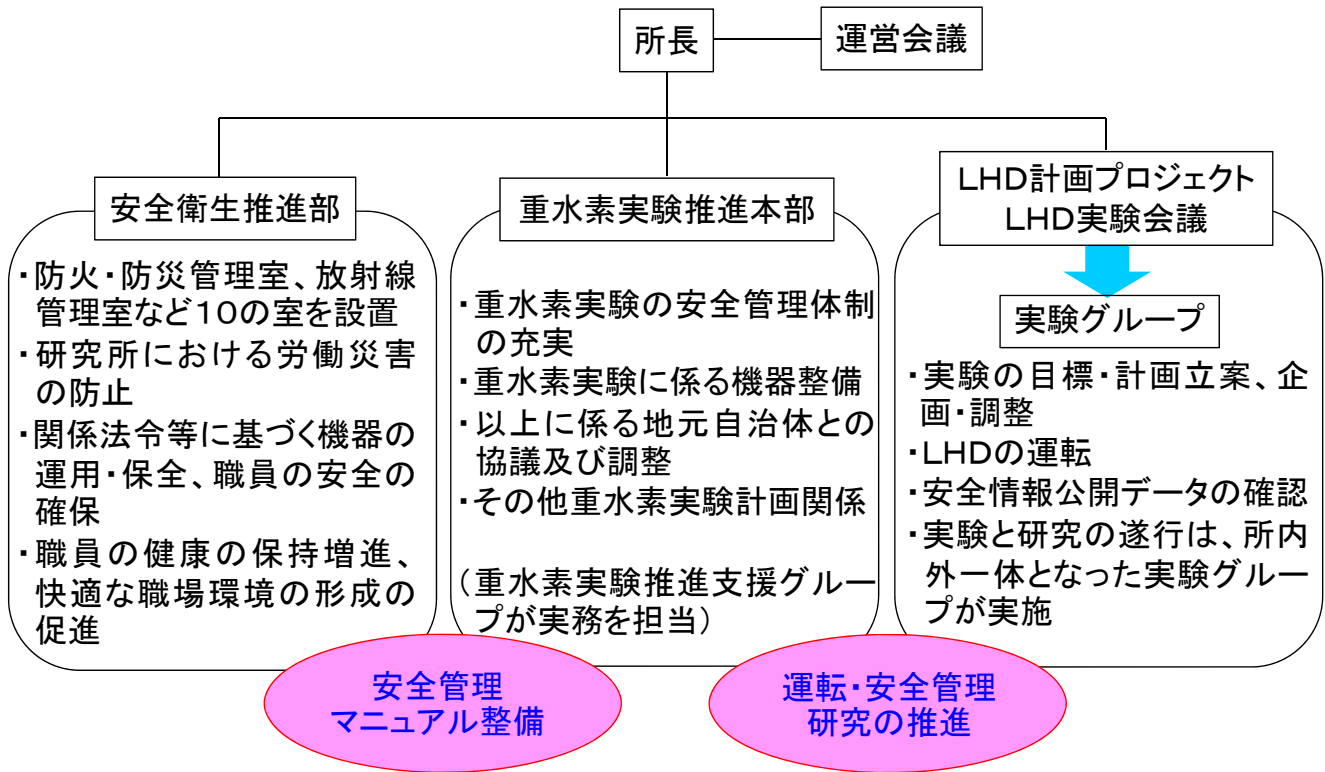 所長
運営会議
安全衛生推進部
・防火・防災管理室、放射線
管理室など10の室を設置
・研究所における労働災害
の防止
・関係法令等に基づく機器の
運用・保全、職員の安全の
確保
・職員の健康の保持増進、
快適な職場環境の形成の
促進
重水素実験推進本部
・重水素実験の安全管理体制
の充実
・重水素実験に係る機器整備
・以上に係る地元自治体との
協議及び調整
・その他重水素実験計画関係
(重水素実験推進支援グルー
プが実務を担当)
LHD計画プロジェクト
LHD実験会議
実験グループ
・実験の目標・計画立案、企
画・調整
・LHDの運転
・安全情報公開データの確認
・実験と研究の遂行は、所内
外一体となった実験グルー
プが実施
安全管理
マニュアル整備
運転・安全管理
研究の推進